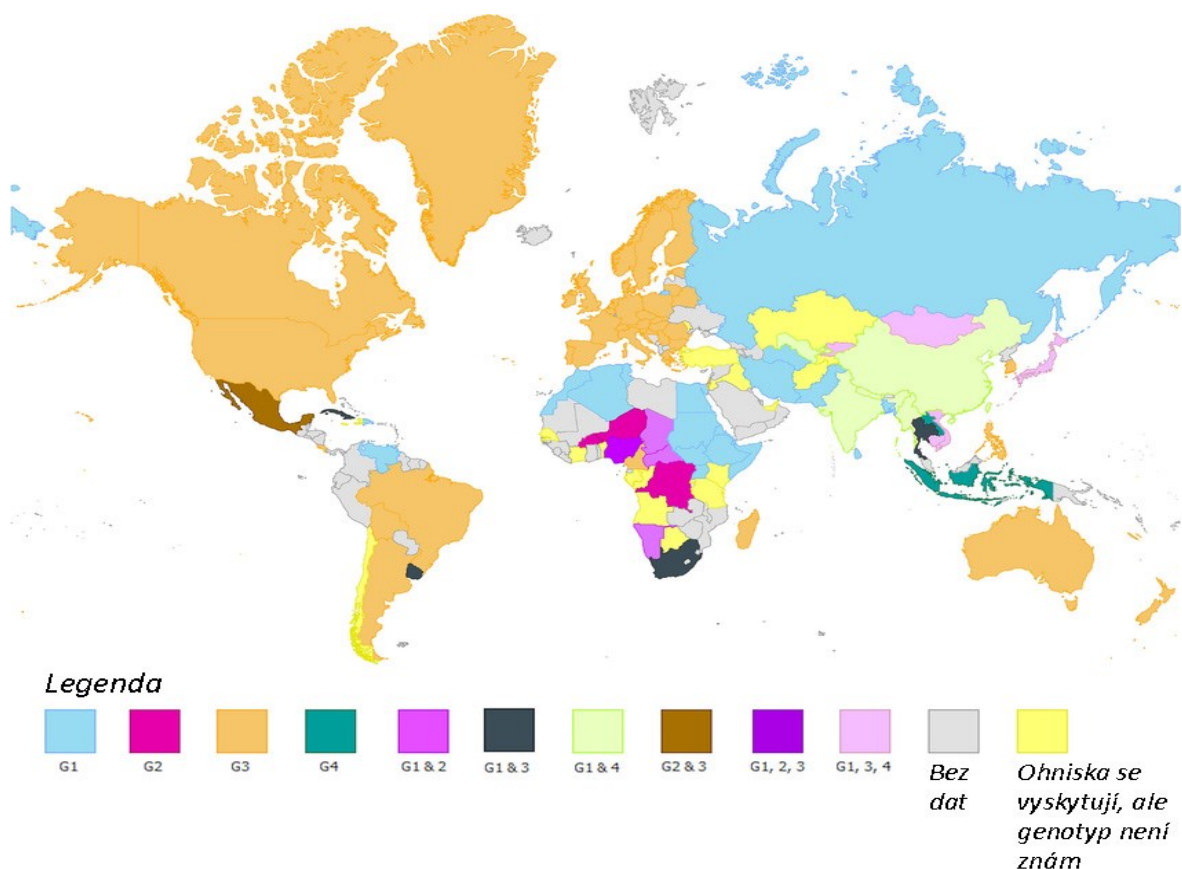 Legenda
G1 G2 G3 G4 G1 & 2 G1 & 3 G1 & 4 G2 & 3 G1, 2, 3 G1, 3, 4
Bez
dat
Ohniska se
vyskytují, ale
genotyp není
znám